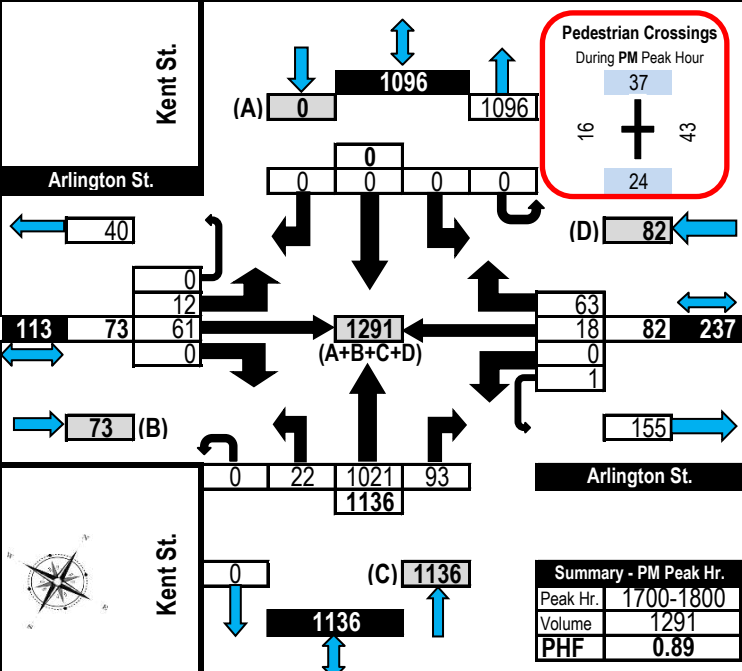 Kent St.
Arlington St.
Pedestrian Crossings
During PM Peak Hour
37
16
43
24
1096
(A) 0
1096
0
0 0 0 0
40
(D) 82
0
12
113 73 61
0
1291
(A+B+C+D)
63
18 82 237
0
1
73 (B)
155
0 22 1021 93
1136
Arlington St.
Kent St.
N
E
S
W
0
(C) 1136
1136
Summary - PM Peak Hr.
Peak Hr. 1700-1800
Volume 1291
PHF 0.89